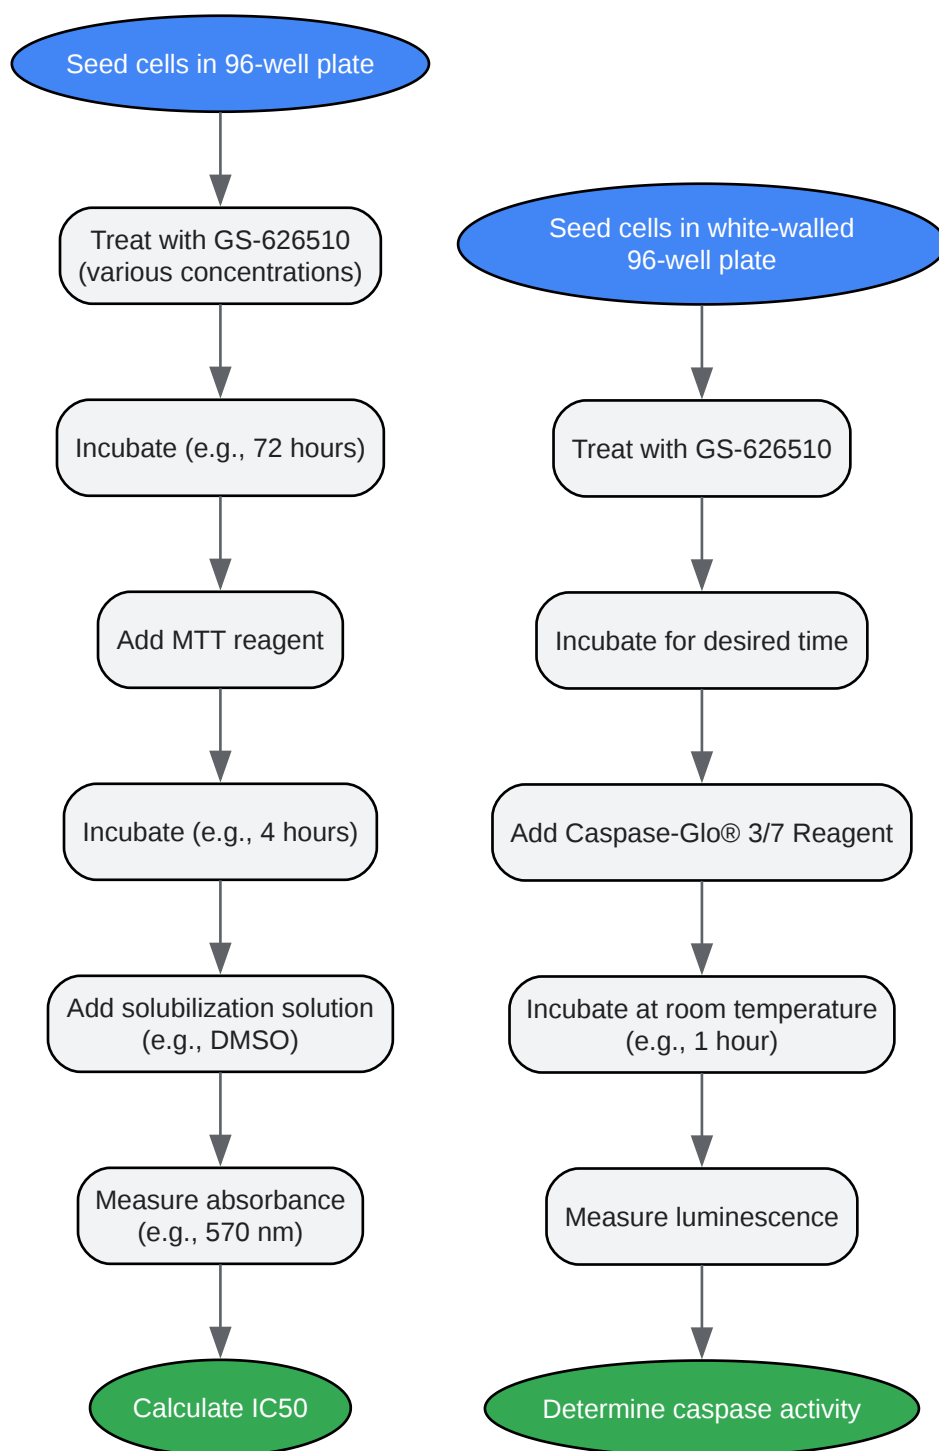 Seed cells in 96-well plate
Treat with GS-626510
(various concentrations)
Incubate (e.g., 72 hours)
Add MTT reagent
Incubate (e.g., 4 hours)
Add solubilization solution
(e.g., DMSO)
Measure absorbance
(e.g., 570 nm)
Calculate IC50
Seed cells in white-walled
96-well plate
Treat with GS-626510
Incubate for desired time
Add Caspase-Glo® 3/7 Reagent
Incubate at room temperature
(e.g., 1 hour)
Measure luminescence
Determine caspase activity